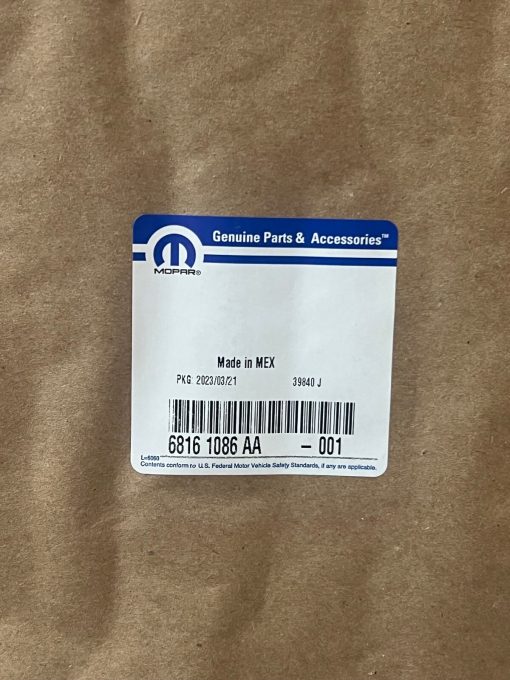 Genuine Parts & Accessories™
MOPAR®
Made in MEX
PKG: 2023/03/21 39840 J
6816 1086 AA - 001
L=6060
Contents conform to U.S. Federal Motor Vehicle Safety Standards, if any are applicable.